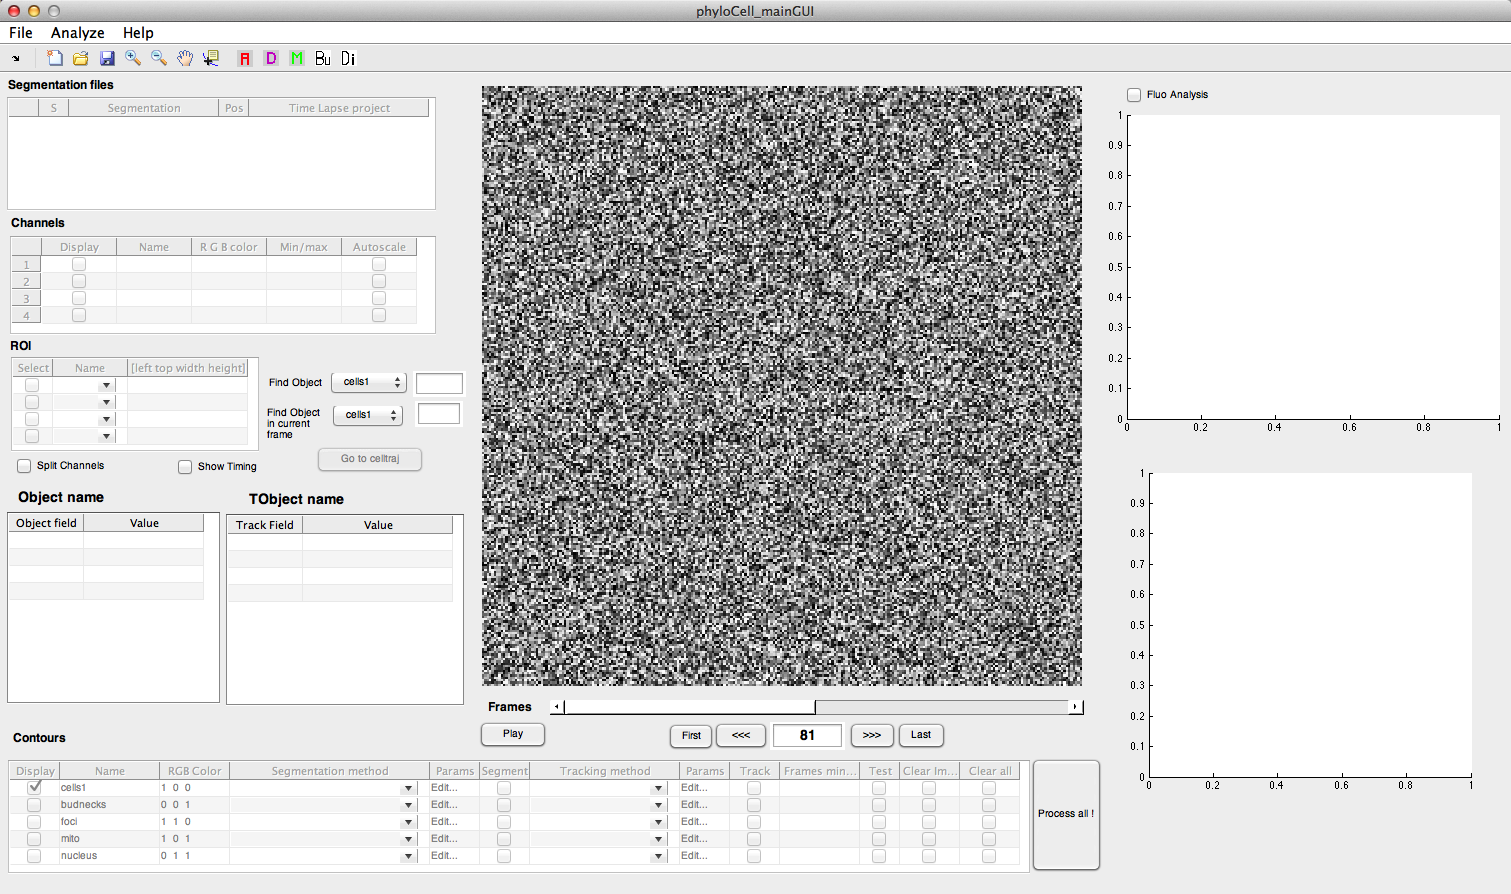 phyloCell_mainGUI
File Analyze Help
A D M Bu Di
Segmentation files
S Segmentation Pos Time Lapse project
Channels
Display Name R G B color Min/max Autoscale
1
2
3
4
ROI
Select Name [left top width height]
Find Object cells1
Find Object in current frame cells1
Split Channels Show Timing Go to celltraj
Object name
Object field Value
TObject name
Track Field Value
Frames
Play First <<< 81 >>> Last
Fluo Analysis
1
0.9
0.8
0.7
0.6
0.5
0.4
0.3
0.2
0.1
0
0 0.2 0.4 0.6 0.8 1
1
0.9
0.8
0.7
0.6
0.5
0.4
0.3
0.2
0.1
0
0 0.2 0.4 0.6 0.8 1
Contours
Display Name RGB Color Segmentation method Params Segment Tracking method Params Track Frames min... Test Clear Im... Clear all
cells1 1 0 0 Edit... Edit...
budnecks 0 0 1 Edit... Edit...
foci 1 1 0 Edit... Edit...
mito 1 0 1 Edit... Edit...
nucleus 0 1 1 Edit... Edit...
Process all !